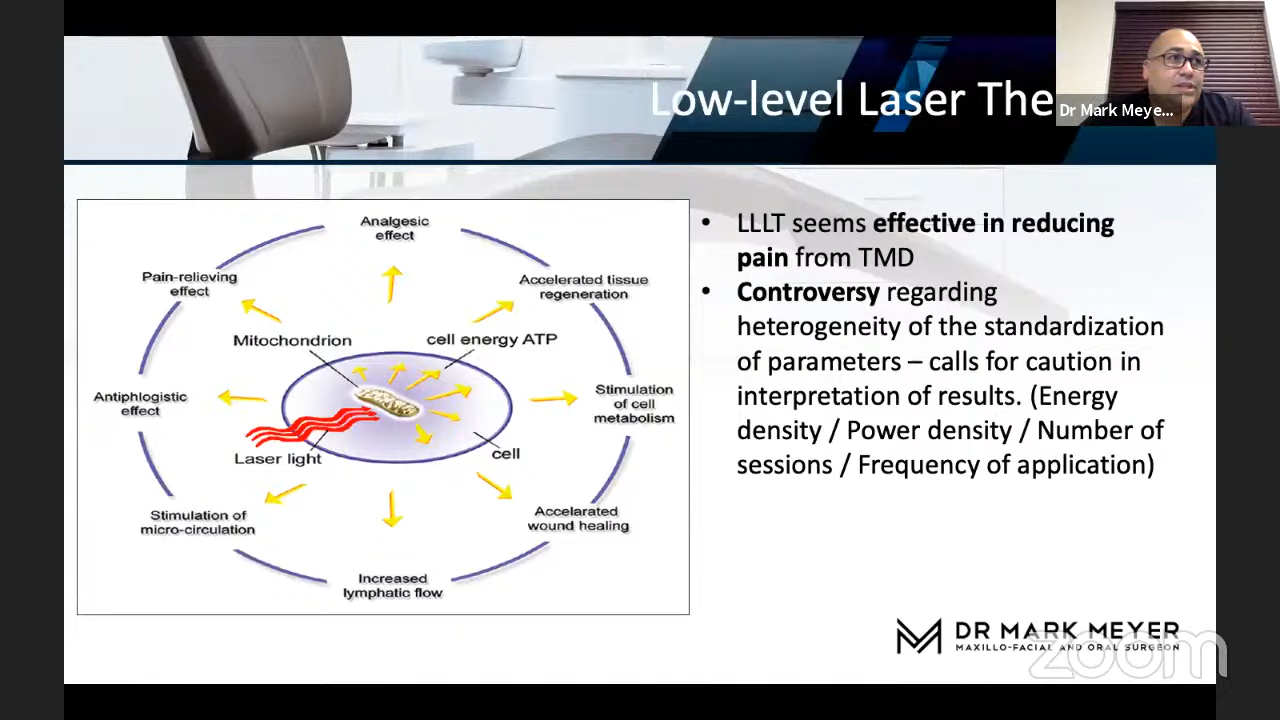 Low-level Laser The
Dr Mark Meye...
Analgesic
effect
Pain-relieving
effect
Accelerated tissue
regeneration
Mitochondrion
cell energy ATP
Antiphlogistic
effect
Stimulation
of cell
metabolism
Laser light
cell
Stimulation of
micro-circulation
Accelarated
wound healing
Increased
lymphatic flow
• LLLT seems effective in reducing
pain from TMD
• Controversy regarding
heterogeneity of the standardization
of parameters – calls for caution in
interpretation of results. (Energy
density / Power density / Number of
sessions / Frequency of application)
DR MARK MEYER
MAXILLO-FACIAL AND ORAL SURGEON
zoom